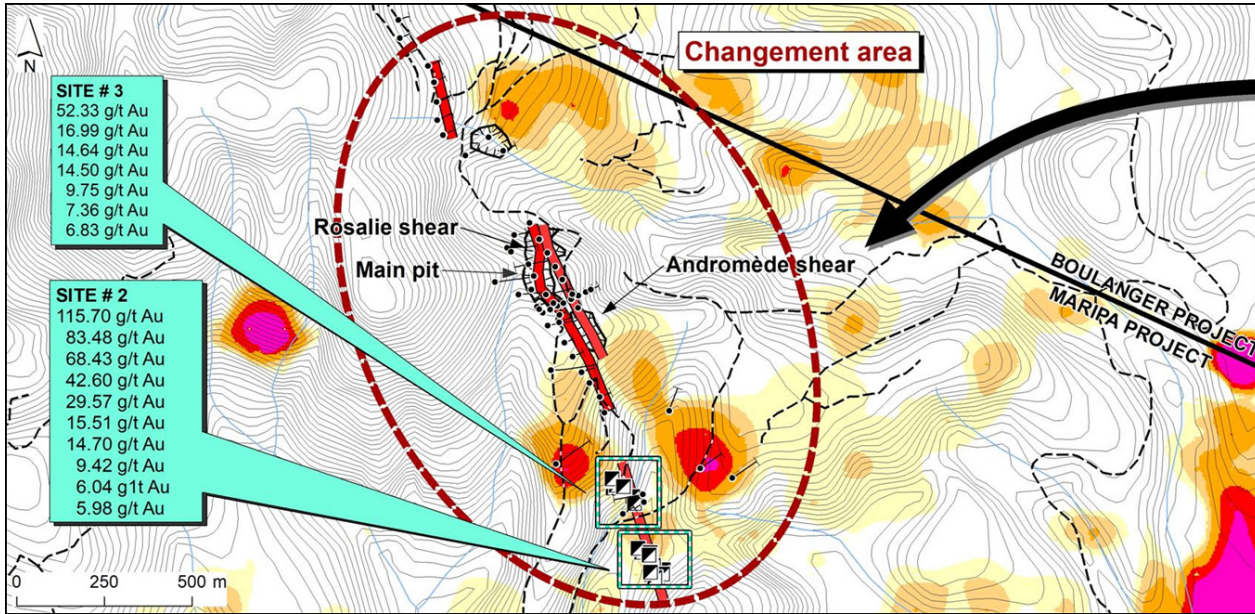 N
Changement area
SITE # 3
52.33 g/t Au
16.99 g/t Au
14.64 g/t Au
14.50 g/t Au
9.75 g/t Au
7.36 g/t Au
6.83 g/t Au
Rosalie shear
Main pit
Andromède shear
BOULANGER PROJECT
MARIPA PROJECT
SITE # 2
115.70 g/t Au
83.48 g/t Au
68.43 g/t Au
42.60 g/t Au
29.57 g/t Au
15.51 g/t Au
14.70 g/t Au
9.42 g/t Au
6.04 g1t Au
5.98 g/t Au
0 250 500 m